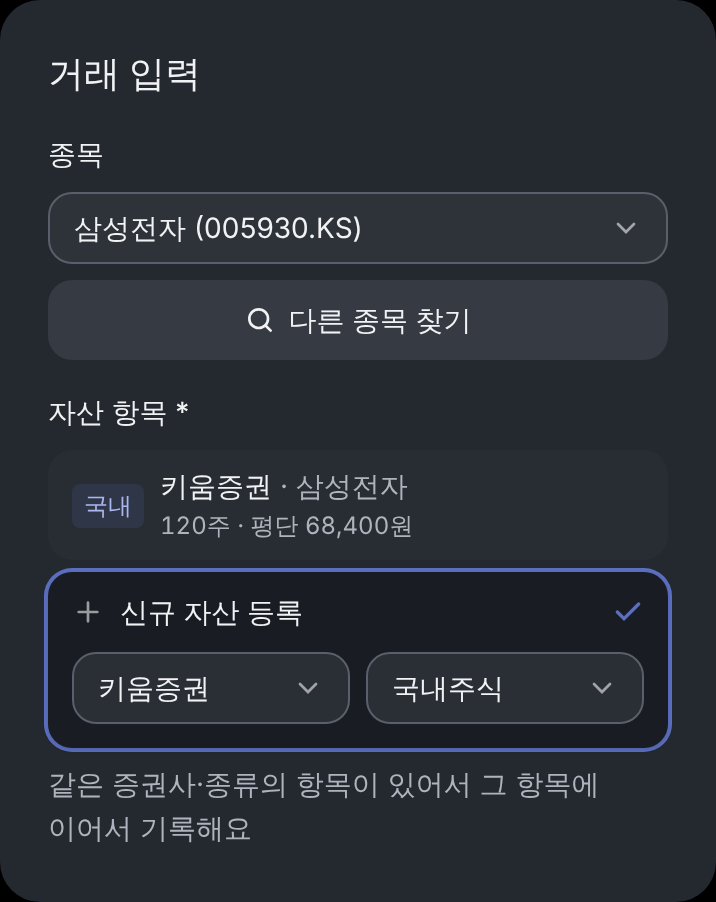 거래 입력
종목
삼성전자 (005930.KS)
다른 종목 찾기
자산 항목 *
국내
키움증권 · 삼성전자
120주 · 평단 68,400원
신규 자산 등록
키움증권
국내주식
같은 증권사·종류의 항목이 있어서 그 항목에
이어서 기록해요